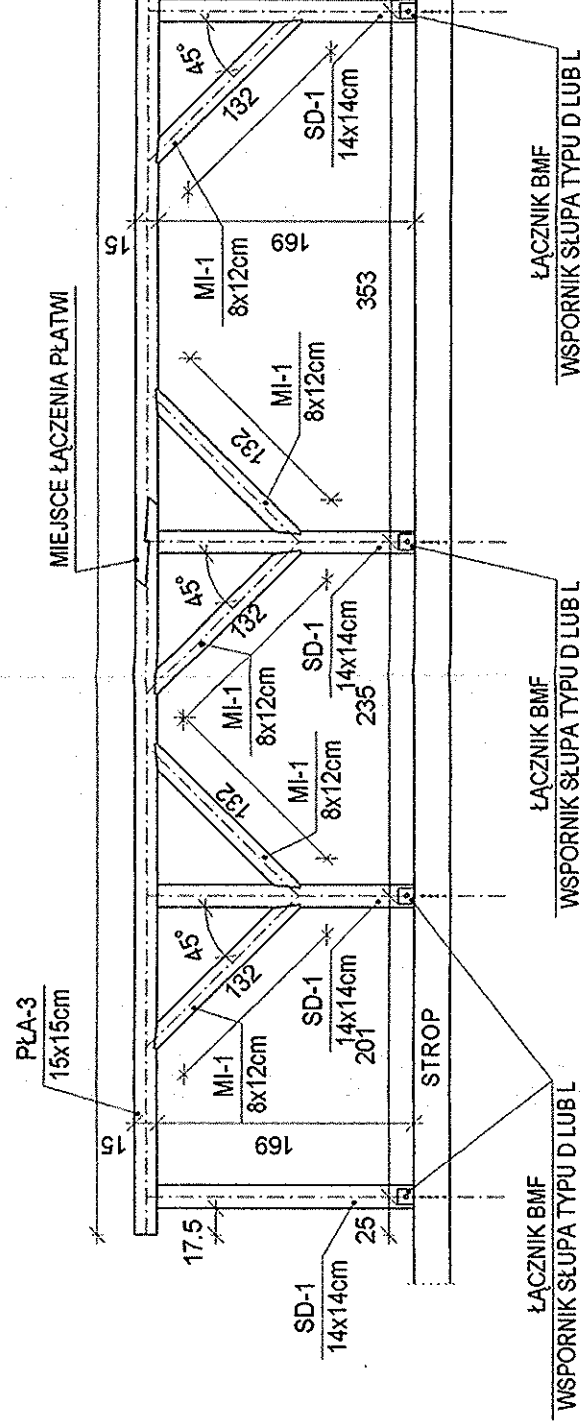 PŁA-3
15x15cm
MIEJSCE ŁĄCZENIA PŁATWI
15
15
45°
45°
45°
132
132
132
132
132
MI-1
8x12cm
MI-1
8x12cm
MI-1
8x12cm
MI-1
8x12cm
MI-1
8x12cm
169
169
17.5
25
SD-1
14x14cm
SD-1
14x14cm
201
SD-1
14x14cm
235
353
SD-1
14x14cm
STROP
ŁĄCZNIK BMF
WSPORNIK SŁUPA TYPU D LUB L
ŁĄCZNIK BMF
WSPORNIK SŁUPA TYPU D LUB L
ŁĄCZNIK BMF
WSPORNIK SŁUPA TYPU D LUB L